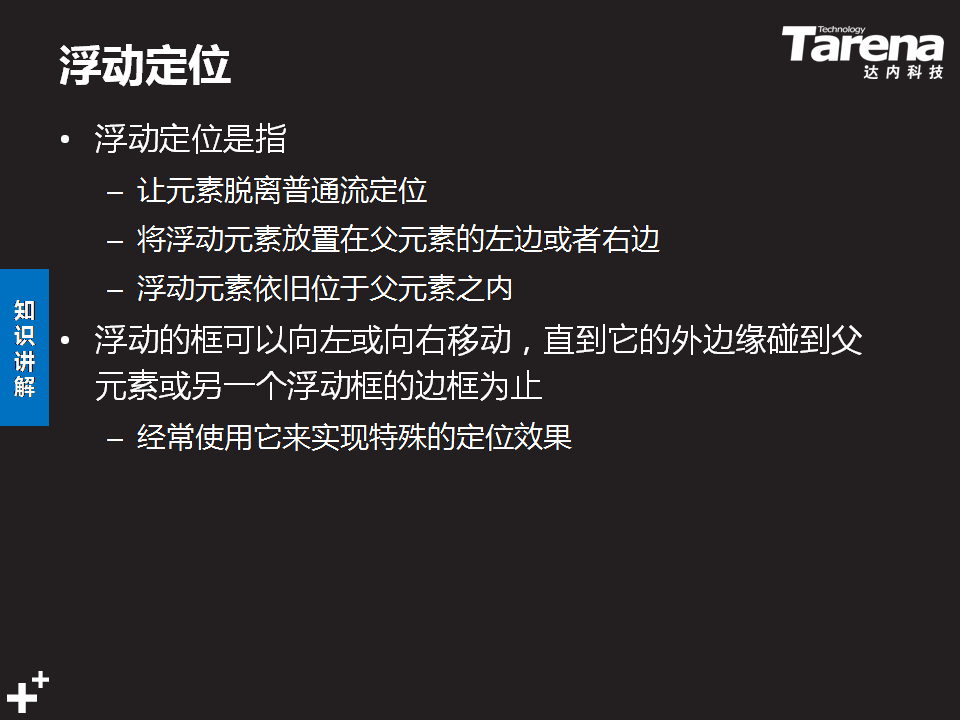 浮动定位
Technology
Tarena
达内科技
• 浮动定位是指
– 让元素脱离普通流定位
– 将浮动元素放置在父元素的左边或者右边
– 浮动元素依旧位于父元素之内
知识讲解
• 浮动的框可以向左或向右移动，直到它的外边缘碰到父
元素或另一个浮动框的边框为止
– 经常使用它来实现特殊的定位效果